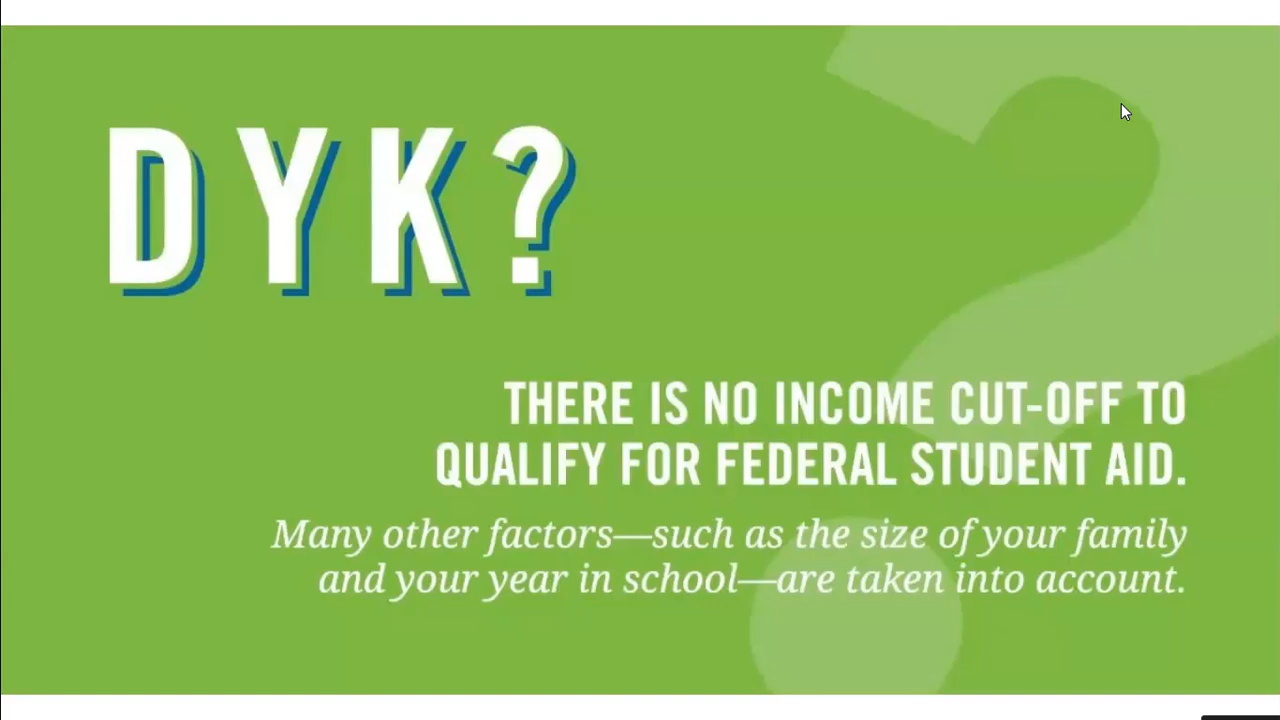 DYK?
THERE IS NO INCOME CUT-OFF TO
QUALIFY FOR FEDERAL STUDENT AID.
Many other factors—such as the size of your family
and your year in school—are taken into account.